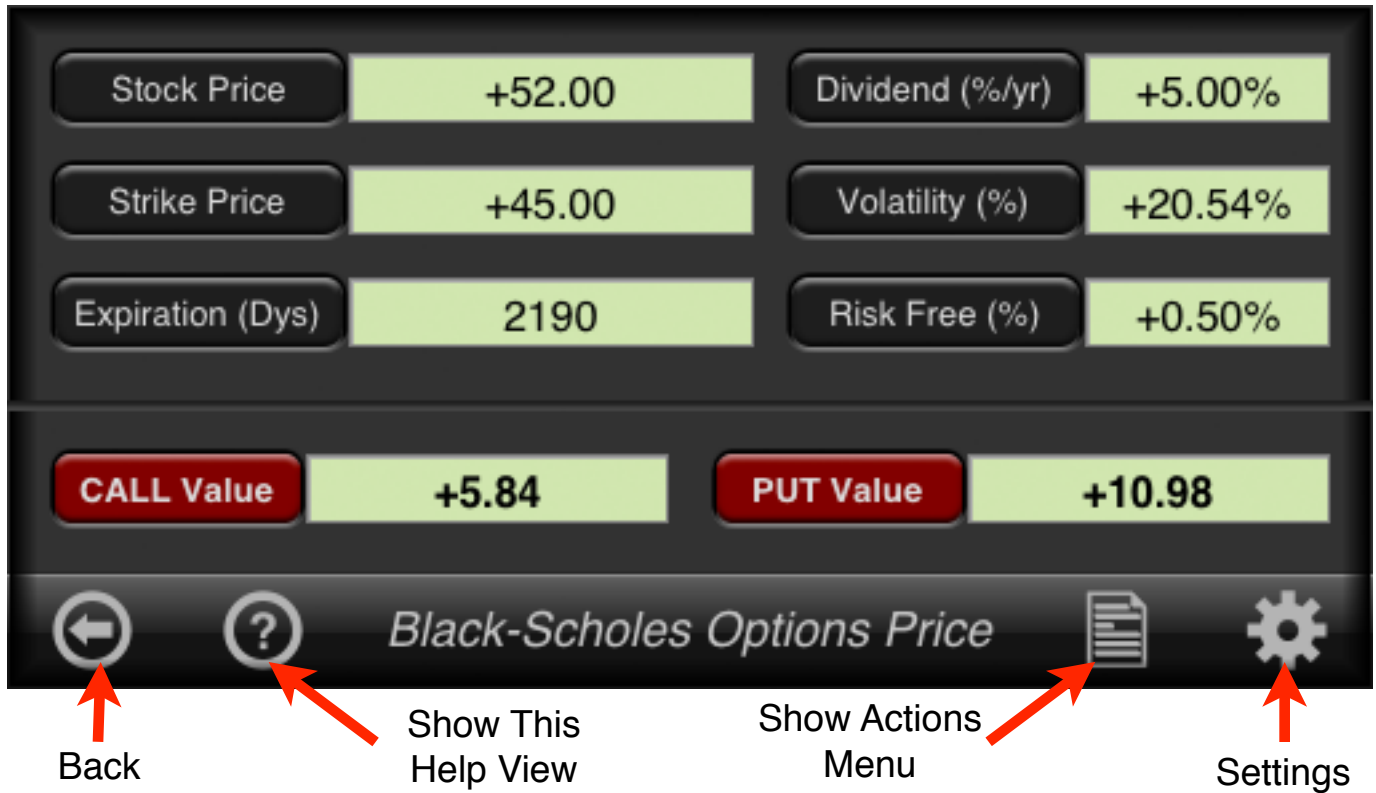 Stock Price +52.00 Dividend (%/yr) +5.00%
Strike Price +45.00 Volatility (%) +20.54%
Expiration (Dys) 2190 Risk Free (%) +0.50%
CALL Value +5.84 PUT Value +10.98
? Black-Scholes Options Price
Back
Show This
Help View
Show Actions
Menu
Settings